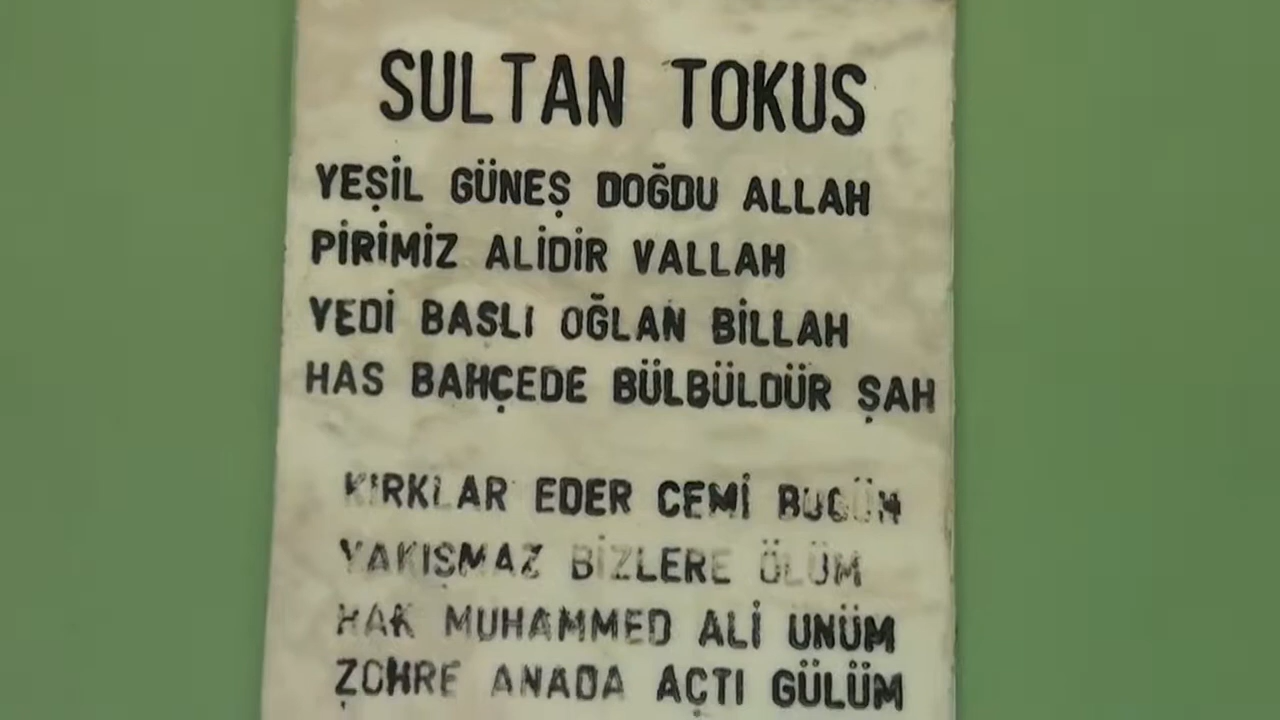 SULTAN TOKUS
YEŞİL GÜNEŞ DOĞDU ALLAH
PİRİMİZ ALİDİR VALLAH
YEDİ BAŞLI OĞLAN BİLLAH
HAS BAHÇEDE BÜLBÜLDÜR ŞAH
KIRKLAR EDER CEMİ BUGÜN
YAKIŞMAZ BİZLERE ÖLÜM
HAK MUHAMMED ALİ ÜNÜM
ZÖHRE ANADA AÇTI GÜLÜM